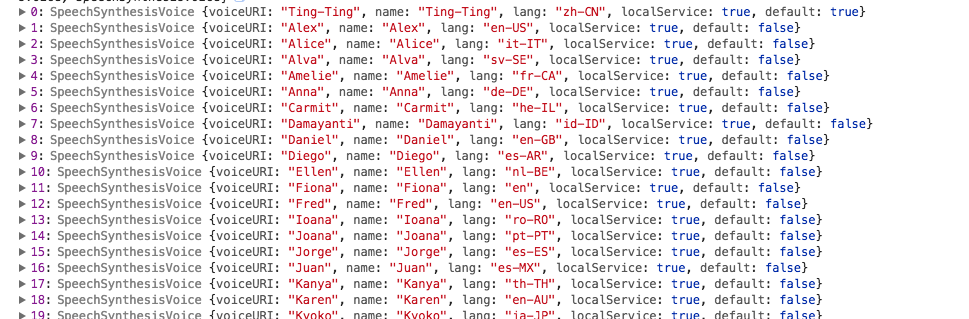 ▶ 0: SpeechSynthesisVoice {voiceURI: "Ting-Ting", name: "Ting-Ting", lang: "zh-CN", localService: true, default: true}
▶ 1: SpeechSynthesisVoice {voiceURI: "Alex", name: "Alex", lang: "en-US", localService: true, default: false}
▶ 2: SpeechSynthesisVoice {voiceURI: "Alice", name: "Alice", lang: "it-IT", localService: true, default: false}
▶ 3: SpeechSynthesisVoice {voiceURI: "Alva", name: "Alva", lang: "sv-SE", localService: true, default: false}
▶ 4: SpeechSynthesisVoice {voiceURI: "Amelie", name: "Amelie", lang: "fr-CA", localService: true, default: false}
▶ 5: SpeechSynthesisVoice {voiceURI: "Anna", name: "Anna", lang: "de-DE", localService: true, default: false}
▶ 6: SpeechSynthesisVoice {voiceURI: "Carmit", name: "Carmit", lang: "he-IL", localService: true, default: false}
▶ 7: SpeechSynthesisVoice {voiceURI: "Damayanti", name: "Damayanti", lang: "id-ID", localService: true, default: false}
▶ 8: SpeechSynthesisVoice {voiceURI: "Daniel", name: "Daniel", lang: "en-GB", localService: true, default: false}
▶ 9: SpeechSynthesisVoice {voiceURI: "Diego", name: "Diego", lang: "es-AR", localService: true, default: false}
▶ 10: SpeechSynthesisVoice {voiceURI: "Ellen", name: "Ellen", lang: "nl-BE", localService: true, default: false}
▶ 11: SpeechSynthesisVoice {voiceURI: "Fiona", name: "Fiona", lang: "en", localService: true, default: false}
▶ 12: SpeechSynthesisVoice {voiceURI: "Fred", name: "Fred", lang: "en-US", localService: true, default: false}
▶ 13: SpeechSynthesisVoice {voiceURI: "Ioana", name: "Ioana", lang: "ro-RO", localService: true, default: false}
▶ 14: SpeechSynthesisVoice {voiceURI: "Joana", name: "Joana", lang: "pt-PT", localService: true, default: false}
▶ 15: SpeechSynthesisVoice {voiceURI: "Jorge", name: "Jorge", lang: "es-ES", localService: true, default: false}
▶ 16: SpeechSynthesisVoice {voiceURI: "Juan", name: "Juan", lang: "es-MX", localService: true, default: false}
▶ 17: SpeechSynthesisVoice {voiceURI: "Kanya", name: "Kanya", lang: "th-TH", localService: true, default: false}
▶ 18: SpeechSynthesisVoice {voiceURI: "Karen", name: "Karen", lang: "en-AU", localService: true, default: false}
▶ 19: SpeechSynthesisVoice {voiceURI: "Kyoko", name: "Kyoko", lang: "ja-JP", localService: true, default: false}